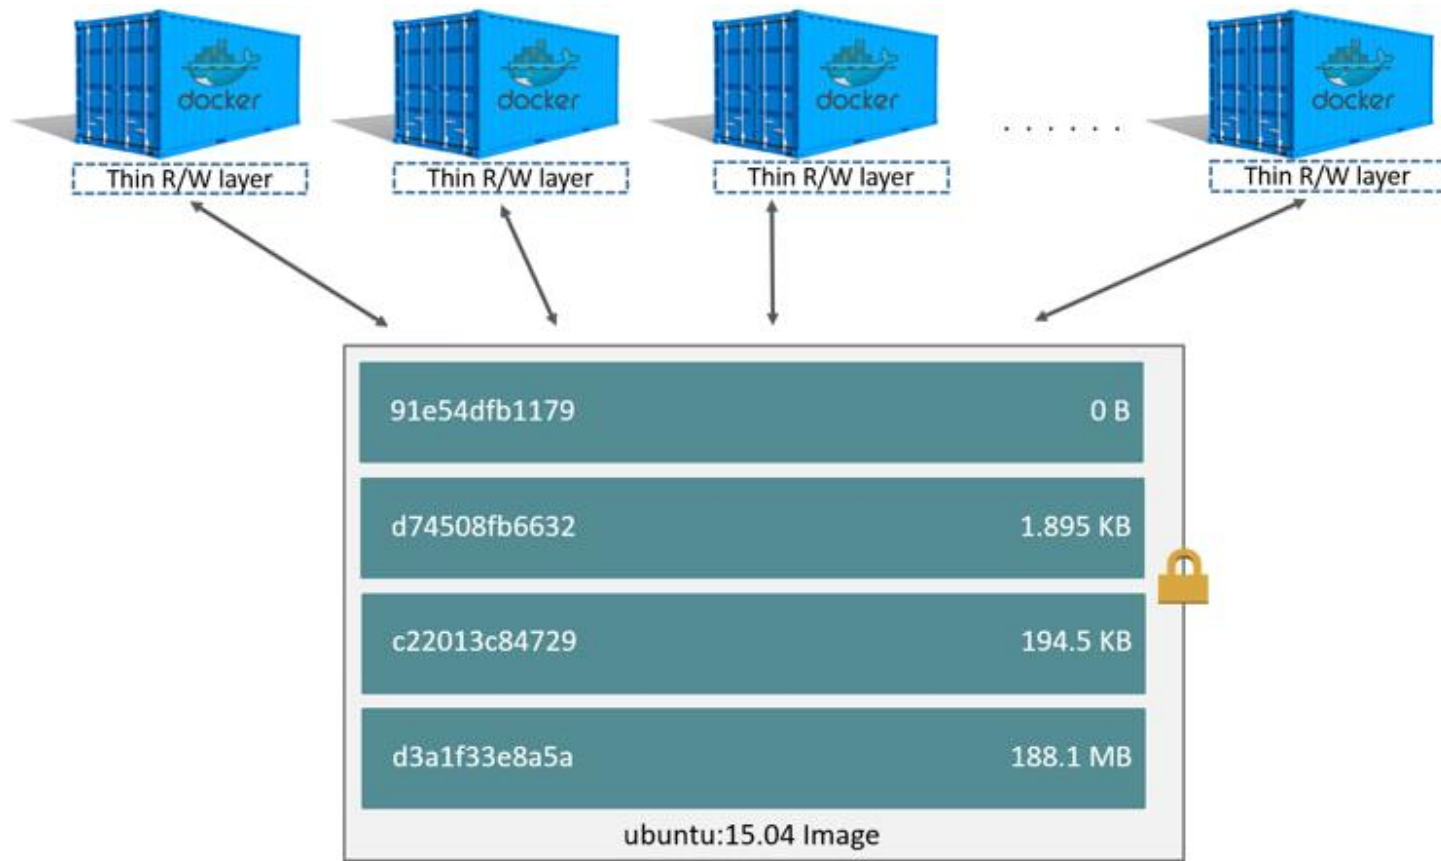 docker docker docker docker
Thin R/W layer Thin R/W layer Thin R/W layer Thin R/W layer
. . . . . .
91e54dfb1179 0 B
d74508fb6632 1.895 KB
c22013c84729 194.5 KB
d3a1f33e8a5a 188.1 MB
ubuntu:15.04 Image